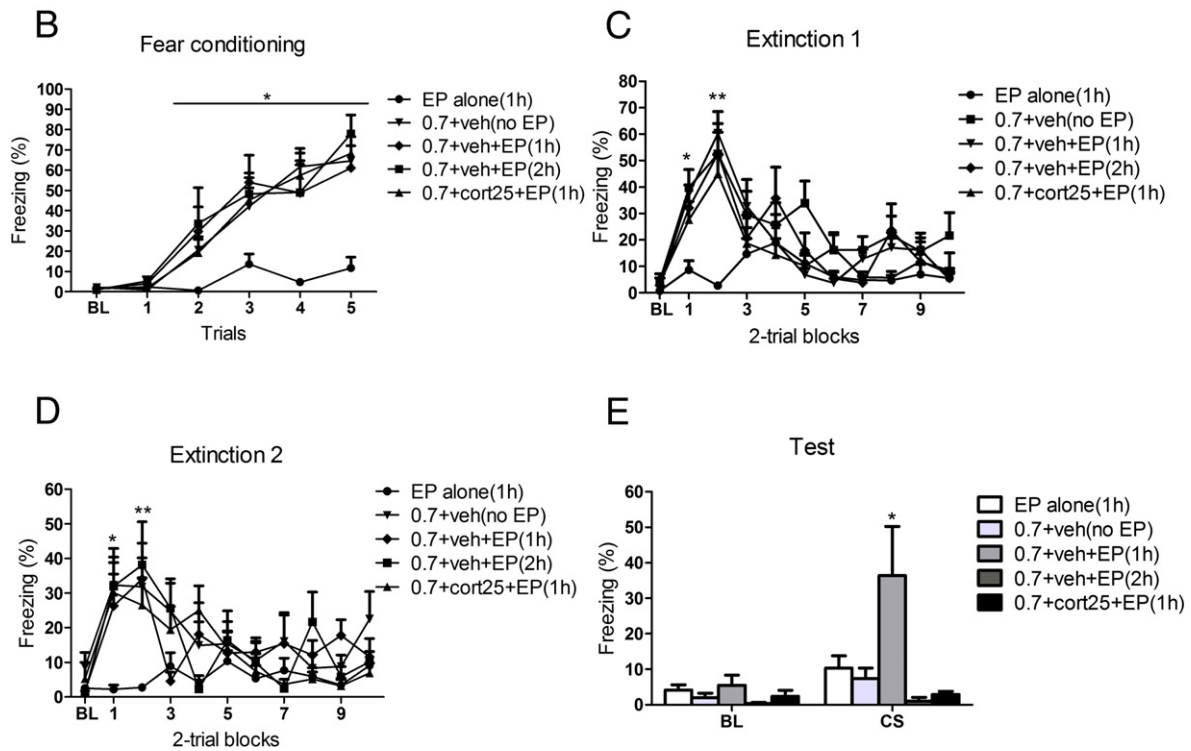 B
Fear conditioning
Freezing (%)
100
90
80
70
60
50
40
30
20
10
0
*
BL 1 2 3 4 5
Trials
EP alone(1h)
0.7+veh(no EP)
0.7+veh+EP(1h)
0.7+veh+EP(2h)
0.7+cort25+EP(1h)
C
Extinction 1
Freezing (%)
80
70
60
50
40
30
20
10
0
*
**
BL 1 3 5 7 9
2-trial blocks
EP alone(1h)
0.7+veh(no EP)
0.7+veh+EP(1h)
0.7+veh+EP(2h)
0.7+cort25+EP(1h)
D
Extinction 2
Freezing (%)
60
50
40
30
20
10
0
*
**
BL 1 3 5 7 9
2-trial blocks
EP alone(1h)
0.7+veh(no EP)
0.7+veh+EP(1h)
0.7+veh+EP(2h)
0.7+cort25+EP(1h)
E
Test
Freezing (%)
60
50
40
30
20
10
0
*
BL CS
EP alone(1h)
0.7+veh(no EP)
0.7+veh+EP(1h)
0.7+veh+EP(2h)
0.7+cort25+EP(1h)